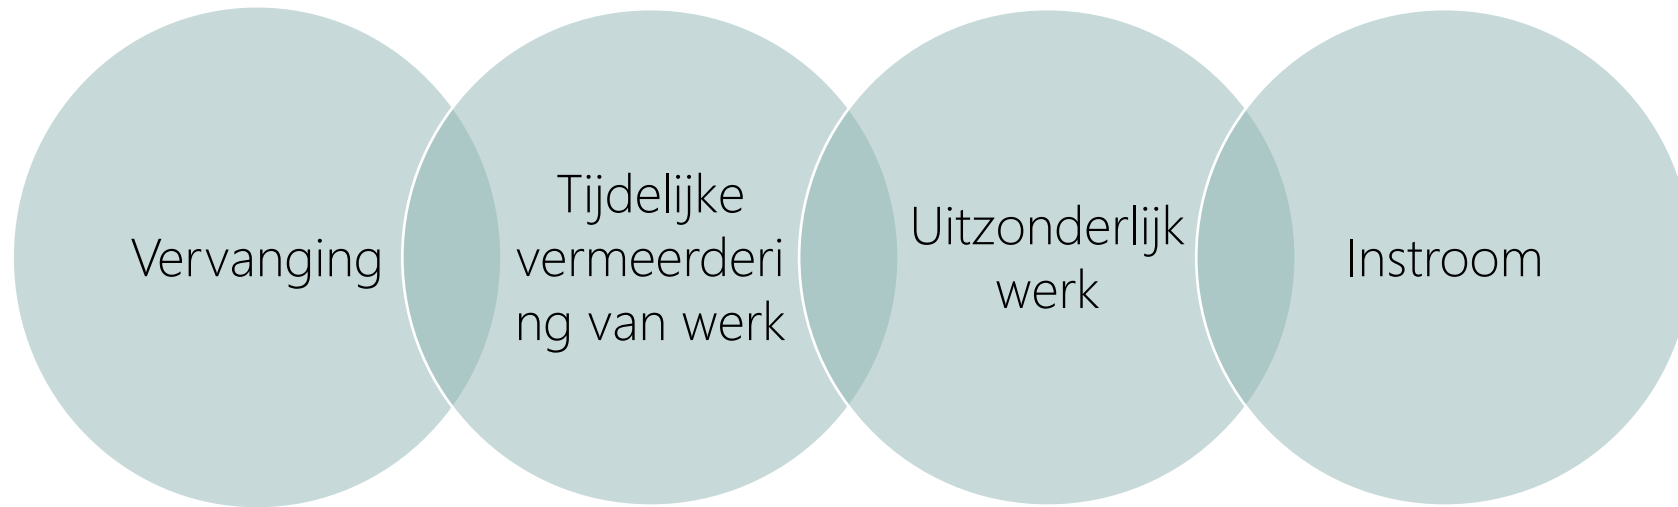 Vervanging
Tijdelijke
vermeerderi
ng van werk
Uitzonderlijk
werk
Instroom